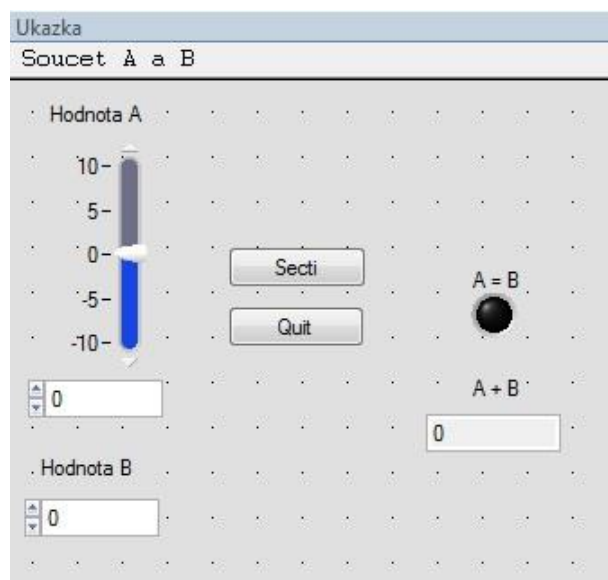 Ukazka
Soucet A a B
Hodnota A
10
5
0
-5
-10
0
Hodnota B
0
Secti
Quit
A = B
A + B
0